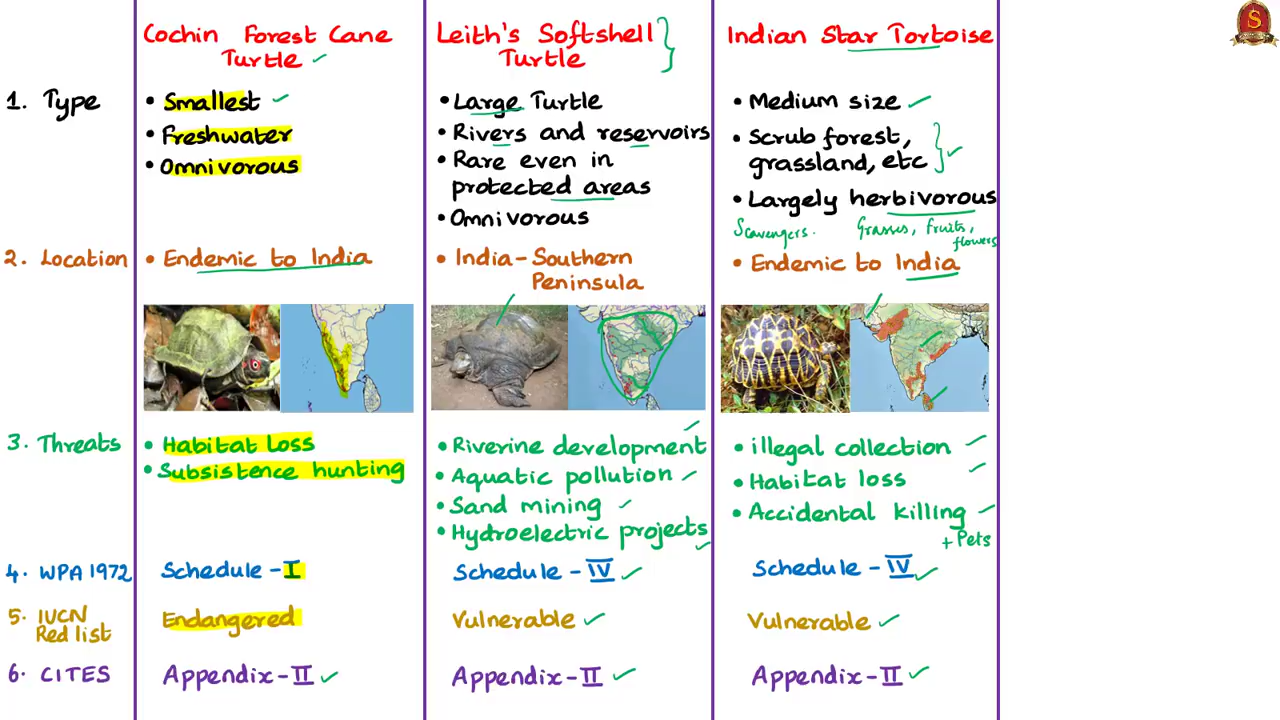 Cochin Forest Cane
Turtle
Leith's Softshell
Turtle
Indian Star Tortoise
1. Type
• Smallest
• Freshwater
• Omnivorous
• Large Turtle
• Rivers and reservoirs
• Rare even in
protected areas
• Omnivorous
• Medium size
• Scrub forest,
grassland, etc
• Largely herbivorous
Scavengers. Grasses, fruits,
flowers
2. Location
• Endemic to India
• India - Southern
Peninsula
• Endemic to India
3. Threats
• Habitat Loss
• Subsistence hunting
• Riverine development
• Aquatic pollution
• Sand mining
• Hydroelectric projects
• illegal collection
• Habitat loss
• Accidental killing
+ Pets
4. WPA 1972
Schedule - I
Schedule - IV
Schedule - IV
5. IUCN
Red list
Endangered
Vulnerable
Vulnerable
6. CITES
Appendix - II
Appendix - II
Appendix - II
S